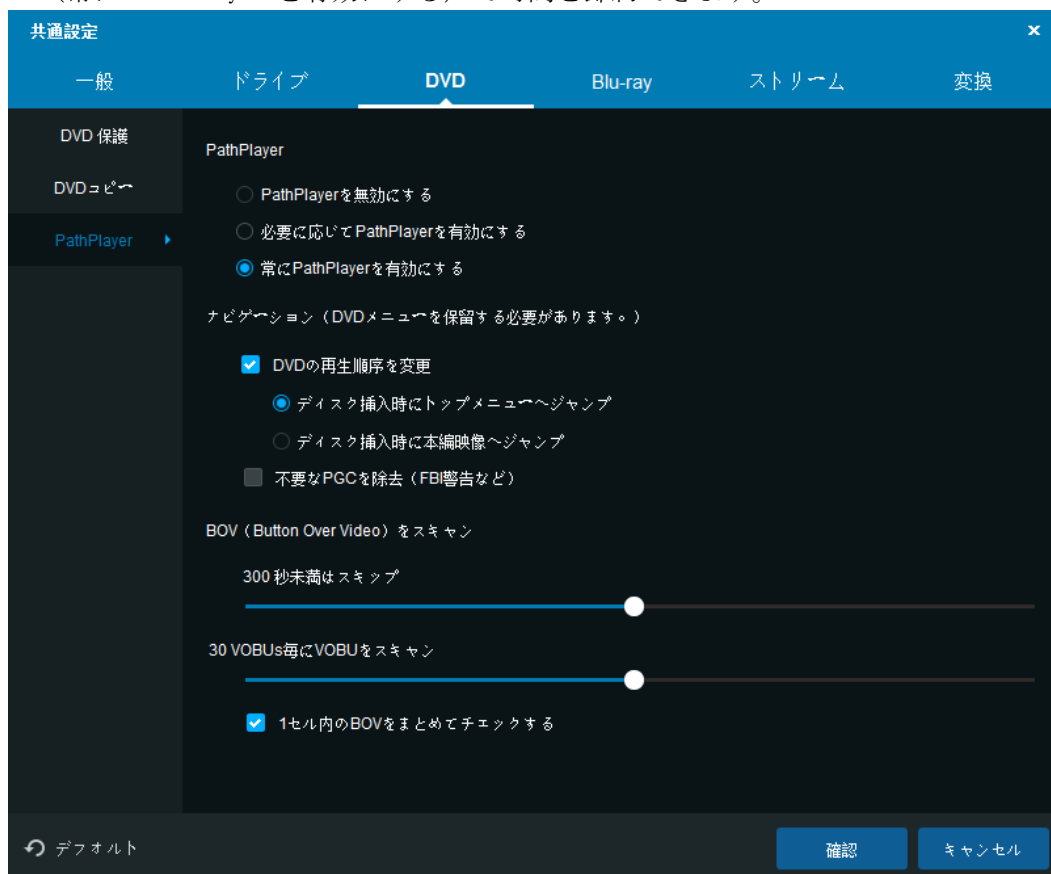 共通設定
一般 ドライブ DVD Blu-ray ストリーム 変換
DVD 保護
DVDコピー
PathPlayer
PathPlayer
PathPlayerを無効にする
必要に応じてPathPlayerを有効にする
常にPathPlayerを有効にする
ナビゲーション（DVDメニューを保留する必要があります。）
DVDの再生順序を変更
ディスク挿入時にトップメニューへジャンプ
ディスク挿入時に本編映像へジャンプ
不要なPGCを除去（FBI警告など）
BOV（Button Over Video）をスキャン
300 秒未満はスキップ
30 VOBUs毎にVOBUをスキャン
1セル内のBOVをまとめてチェックする
デフォルト
確認 キャンセル